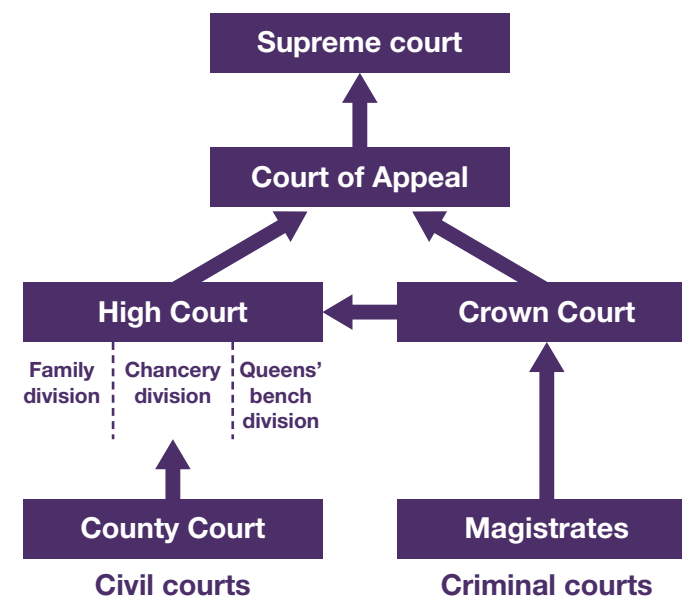 Supreme court
Court of Appeal
High Court
Crown Court
Family
division
Chancery
division
Queens’
bench
division
County Court
Magistrates
Civil courts
Criminal courts